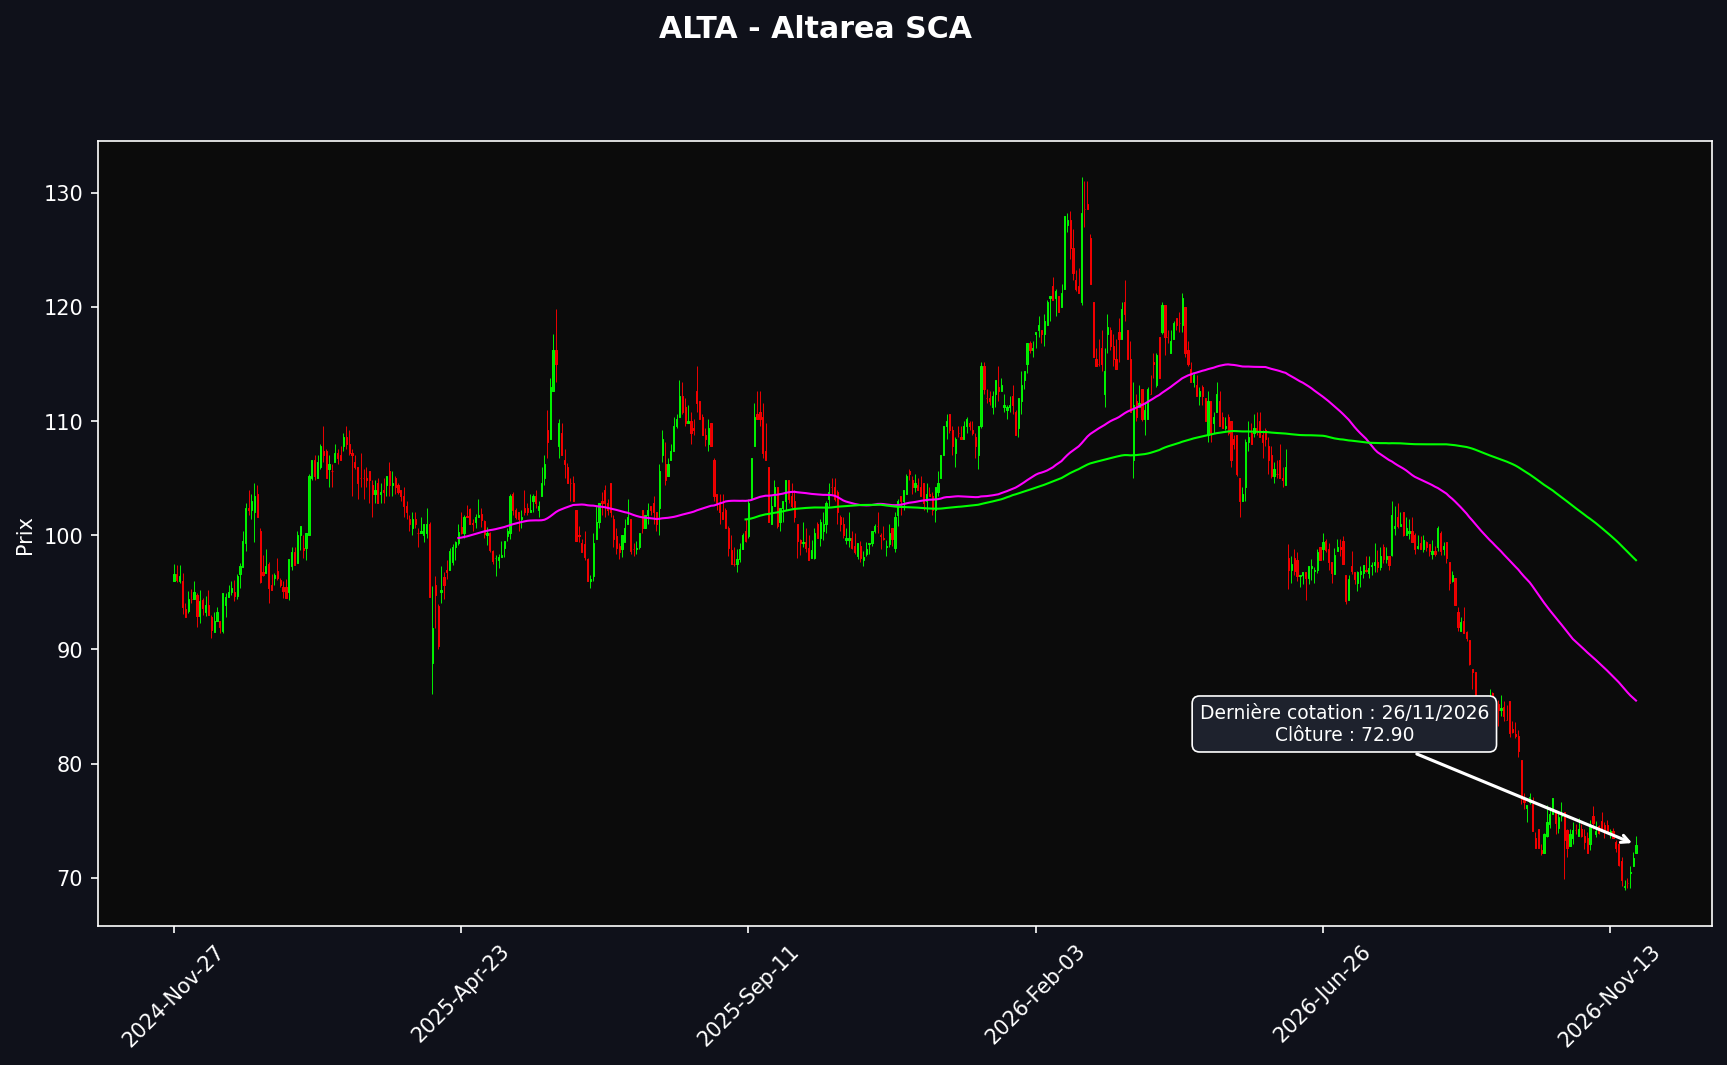 ALTA - Altarea SCA
Prix
130
120
110
100
90
80
70
Dernière cotation : 26/11/2026
Clôture : 72.90
2024-Nov-27
2025-Apr-23
2025-Sep-11
2026-Feb-03
2026-Jun-26
2026-Nov-13